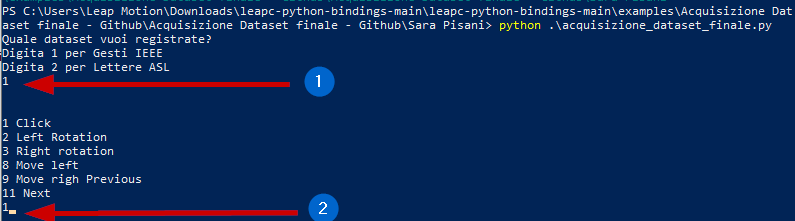 PS C:\Users\Leap Motion\Downloads\leapc-python-bindings-main\leapc-python-bindings-main\examples\Acquisizione Dat
aset finale - Github\Acquisizione Dataset finale - Github\Sara Pisani> python .\acquisizione_dataset_finale.py
Quale dataset vuoi registrate?
Digita 1 per Gesti IEEE
Digita 2 per Lettere ASL
1
1
1 Click
2 Left Rotation
3 Right rotation
8 Move left
9 Move righ Previous
11 Next
1
2